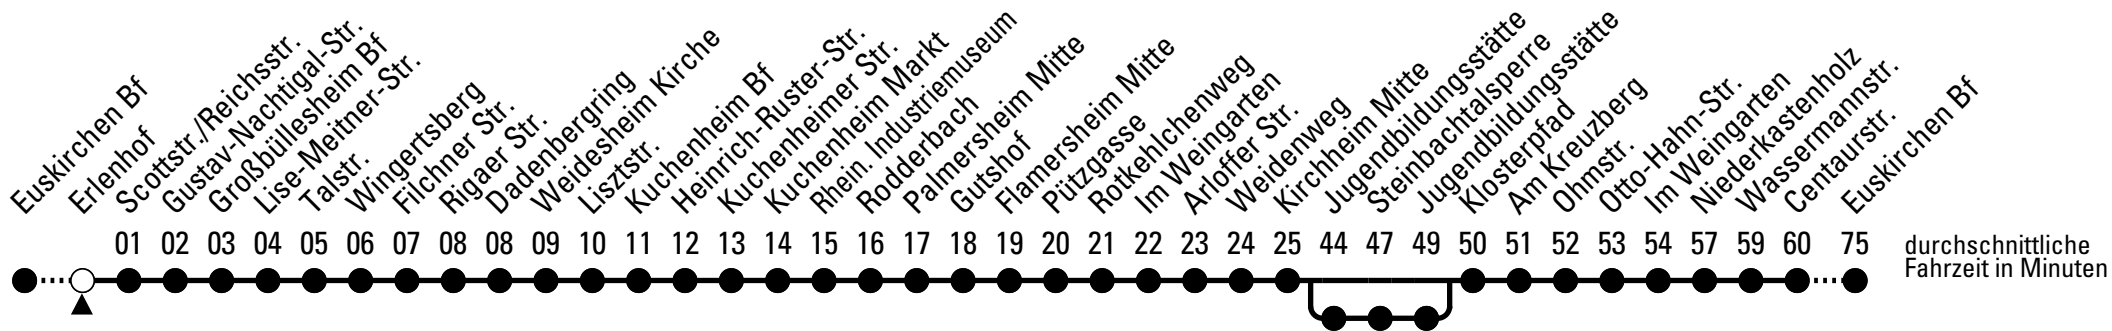 Euskirchen Bf
Erlenhof
Scottstr./Reichsstr.
Gustav-Nachtigal-Str.
Großbüllesheim Bf
Lise-Meitner-Str.
Talstr.
Wingertsberg
Filchner Str.
Rigaer Str.
Dadenbergring
Weidesheim Kirche
Lisztstr.
Kuchenheim Bf
Heinrich-Ruster-Str.
Kuchenheimer Str.
Kuchenheim Markt
Rhein. Industriemuseum
Rodderbach
Palmersheim Mitte
Gutshof
Flamersheim Mitte
Pützgasse
Rotkehlchenweg
Im Weingarten
Arloffer Str.
Weidenweg
Kirchheim Mitte
Jugendbildungsstätte
Steinbachtalsperre
Jugendbildungsstätte
Klosterpfad
Am Kreuzberg
Ohmstr.
Otto-Hahn-Str.
Im Weingarten
Niederkastenholz
Wassermannstr.
Centaurstr.
Euskirchen Bf
01 02 03 04 05 06 07 08 08 09 10 11 12 13 14 15 16 17 18 19 20 21 22 23 24 25 44 47 49 50 51 52 53 54 57 59 60 75
durchschnittliche
Fahrzeit in Minuten